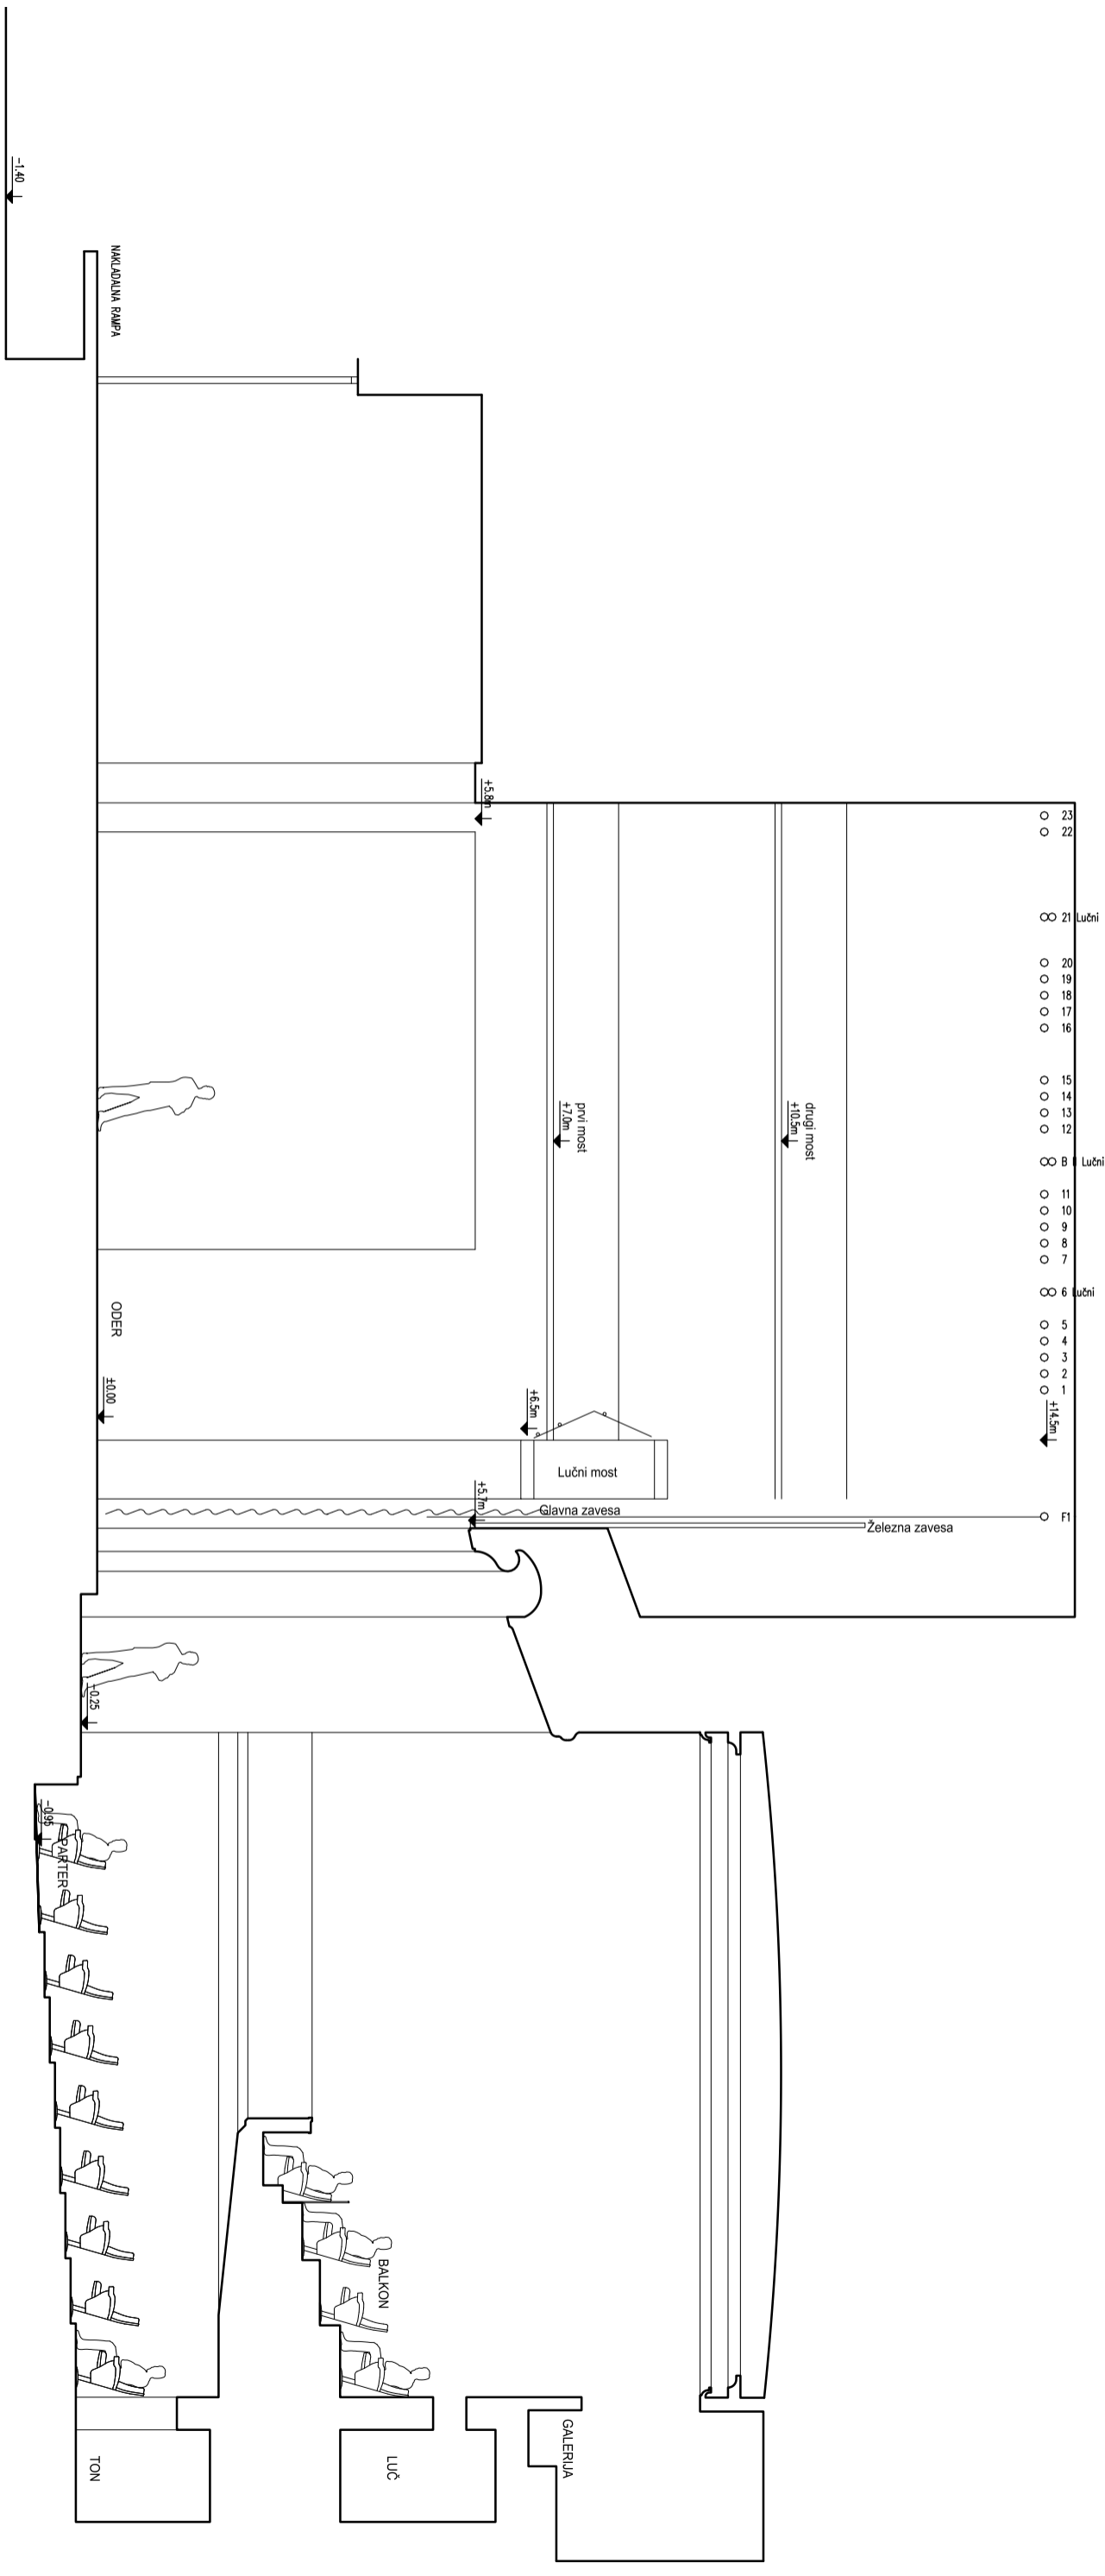 -1.40
NAKLADALNA RAMPA
+5.8m
23
22
21 Lučni
20
19
18
17
16
15
14
13
12
B II Lučni
11
10
9
8
7
6 Lučni
5
4
3
2
1
+14.5m
F1
drugi most
+10.5m
prvi most
+7.0m
ODER
±0.00
+6.5m
Lučni most
Glavna zavesa
+5.7m
Železna zavesa
-0.25
-0.95
PARTER
BALKON
GALERIJA
LUČ
TON